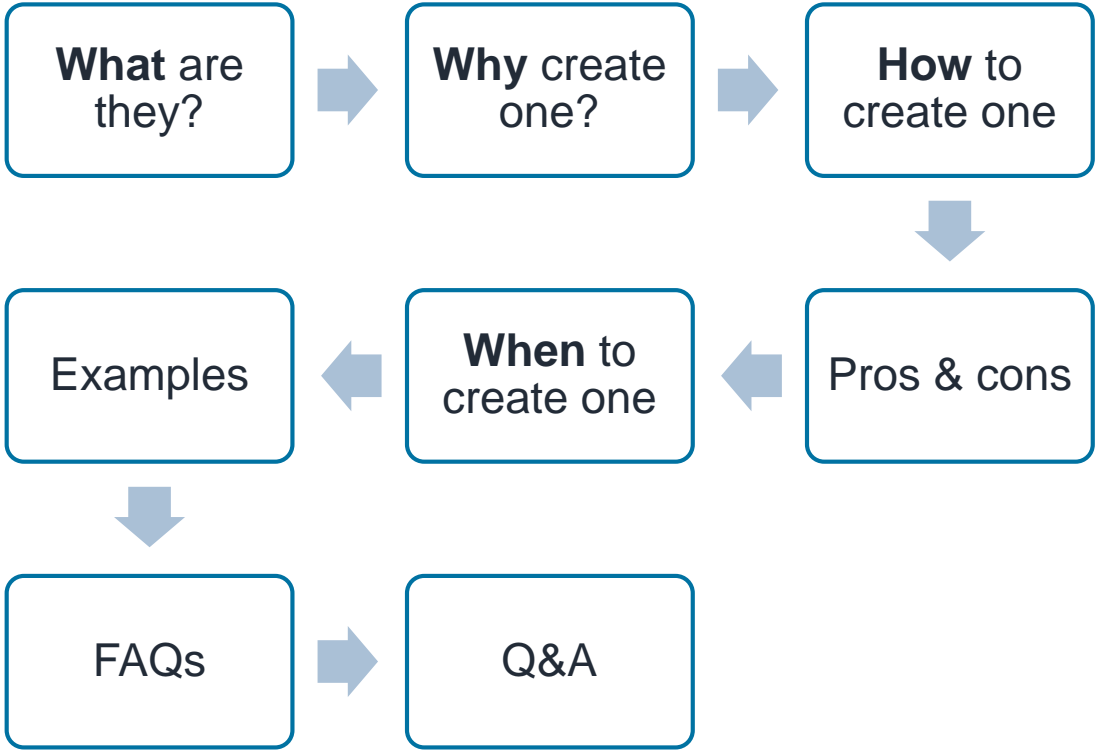 What are
they?
Why create
one?
How to
create one
Pros & cons
When to
create one
Examples
FAQs
Q&A